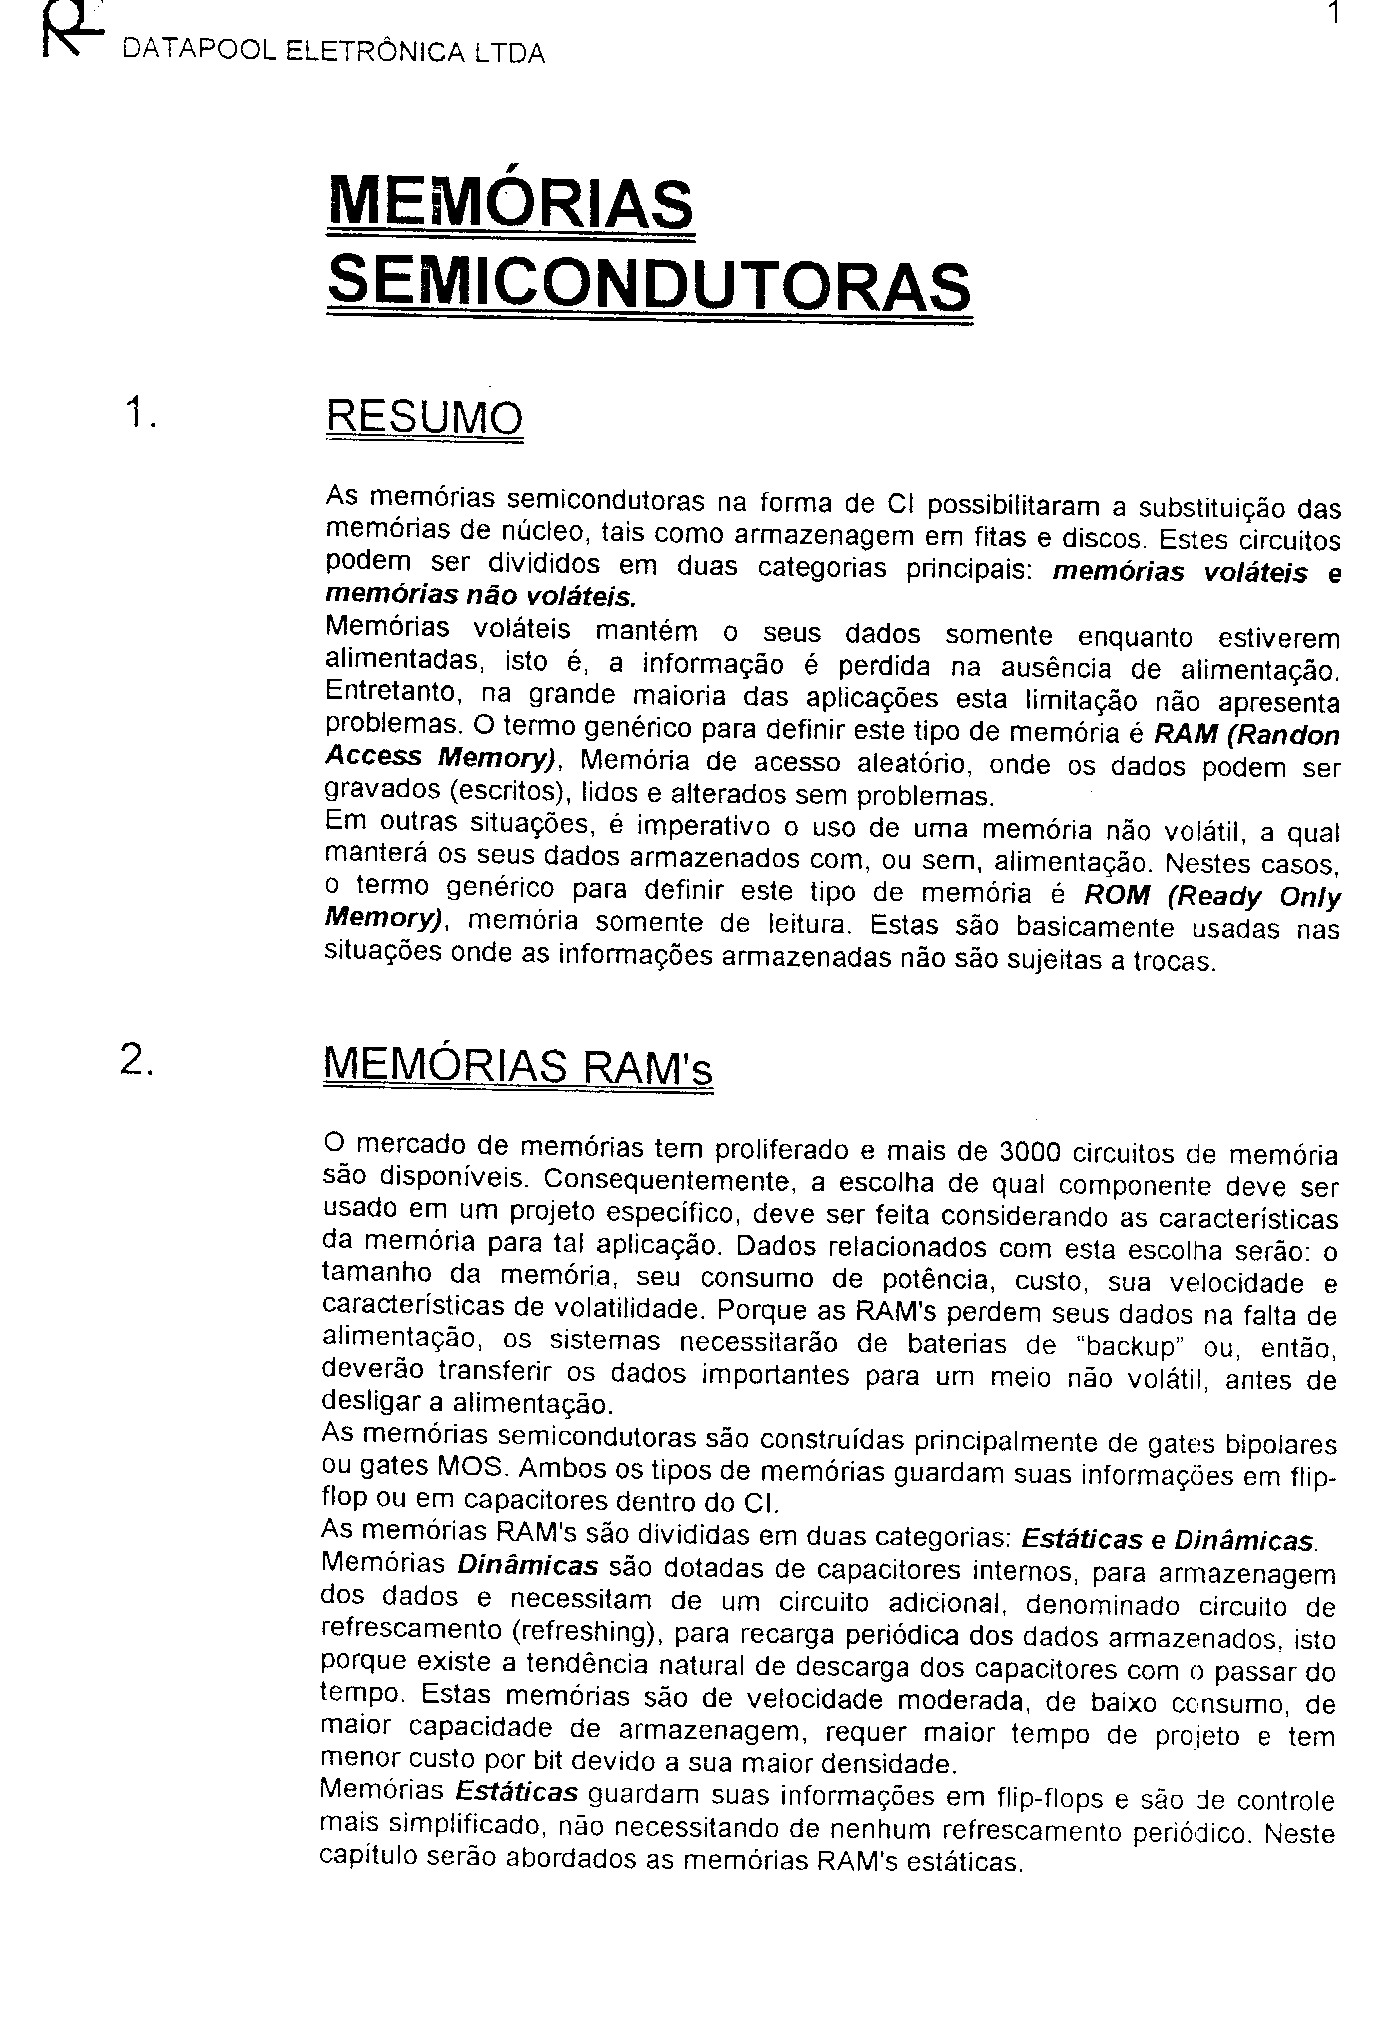 1
DATAPOOL ELETRÔNICA LTDA
MEMÓRIAS
SEMICONDUTORAS
1. RESUMO
As memórias semicondutoras na forma de CI possibilitaram a substituição das
memórias de núcleo, tais como armazenagem em fitas e discos. Estes circuitos
podem ser divididos em duas categorias principais: memórias voláteis e
memórias não voláteis.
Memórias voláteis mantém o seus dados somente enquanto estiverem
alimentadas, isto é, a informação é perdida na ausência de alimentação.
Entretanto, na grande maioria das aplicações esta limitação não apresenta
problemas. O termo genérico para definir este tipo de memória é RAM (Randon
Access Memory), Memória de acesso aleatório, onde os dados podem ser
gravados (escritos), lidos e alterados sem problemas.
Em outras situações, é imperativo o uso de uma memória não volátil, a qual
manterá os seus dados armazenados com, ou sem, alimentação. Nestes casos,
o termo genérico para definir este tipo de memória é ROM (Ready Only
Memory), memória somente de leitura. Estas são basicamente usadas nas
situações onde as informações armazenadas não são sujeitas a trocas.
2. MEMÓRIAS RAM's
O mercado de memórias tem proliferado e mais de 3000 circuitos de memória
são disponíveis. Consequentemente, a escolha de qual componente deve ser
usado em um projeto específico, deve ser feita considerando as características
da memória para tal aplicação. Dados relacionados com esta escolha serão: o
tamanho da memória, seu consumo de potência, custo, sua velocidade e
características de volatilidade. Porque as RAM's perdem seus dados na falta de
alimentação, os sistemas necessitarão de baterias de "backup" ou, então,
deverão transferir os dados importantes para um meio não volátil, antes de
desligar a alimentação.
As memórias semicondutoras são construídas principalmente de gates bipolares
ou gates MOS. Ambos os tipos de memórias guardam suas informações em flip-
flop ou em capacitores dentro do CI.
As memórias RAM's são divididas em duas categorias: Estáticas e Dinâmicas.
Memórias Dinâmicas são dotadas de capacitores internos, para armazenagem
dos dados e necessitam de um circuito adicional, denominado circuito de
refrescamento (refreshing), para recarga periódica dos dados armazenados, isto
porque existe a tendência natural de descarga dos capacitores com o passar do
tempo. Estas memórias são de velocidade moderada, de baixo consumo, de
maior capacidade de armazenagem, requer maior tempo de projeto e tem
menor custo por bit devido a sua maior densidade.
Memórias Estáticas guardam suas informações em flip-flops e são de controle
mais simplificado, não necessitando de nenhum refrescamento periódico. Neste
capítulo serão abordados as memórias RAM's estáticas.